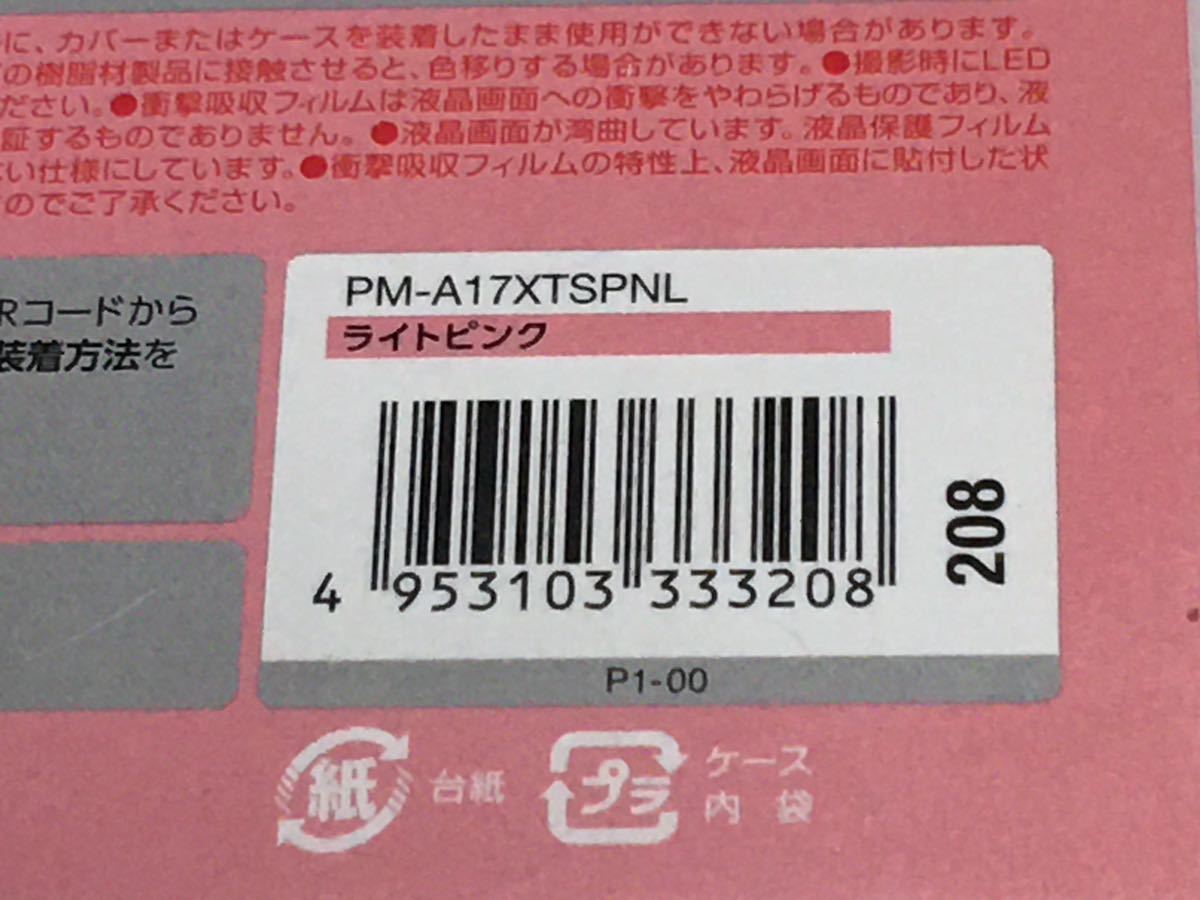 に、カバーまたはケースを装着したまま使用ができない場合があります。
の樹脂材製品に接触させると、色移りする場合があります。●撮影時にLED
ださい。●衝撃吸収フィルムは液晶画面への衝撃をやわらげるものであり、液
証するものでありません。●液晶画面が湾曲しています。液晶保護フィルム
い仕様にしています。●衝撃吸収フィルムの特性上、液晶画面に貼付した状
のでご了承ください。
Rコードから
装着方法を
PM-A17XTSPNL
ライトピンク
208
4 953103 333208
P1-00
紙 台紙
プラ ケース
内 袋